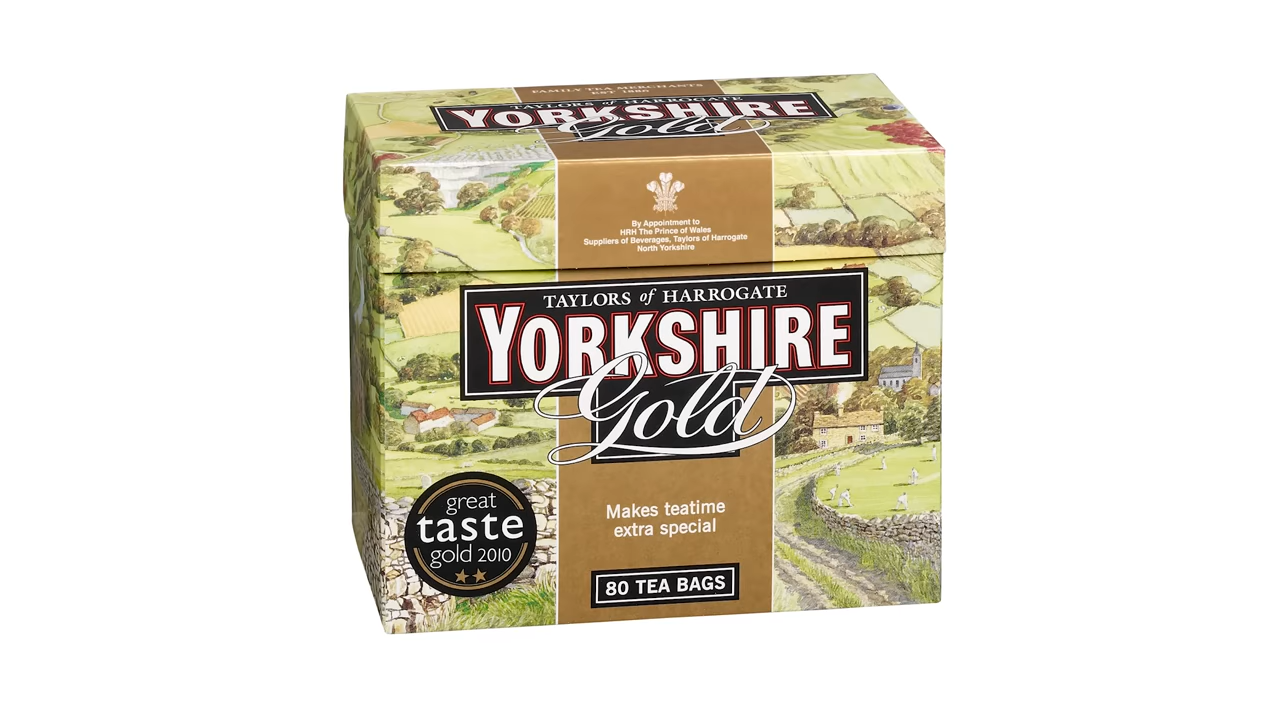 FAMILY TEA MERCHANTS
EST 1886
TAYLORS of HARROGATE
YORKSHIRE
Gold
By Appointment to
HRH The Prince of Wales
Suppliers of Beverages, Taylors of Harrogate
North Yorkshire
TAYLORS of HARROGATE
YORKSHIRE
Gold
Makes teatime
extra special
80 TEA BAGS
great
taste
gold 2010